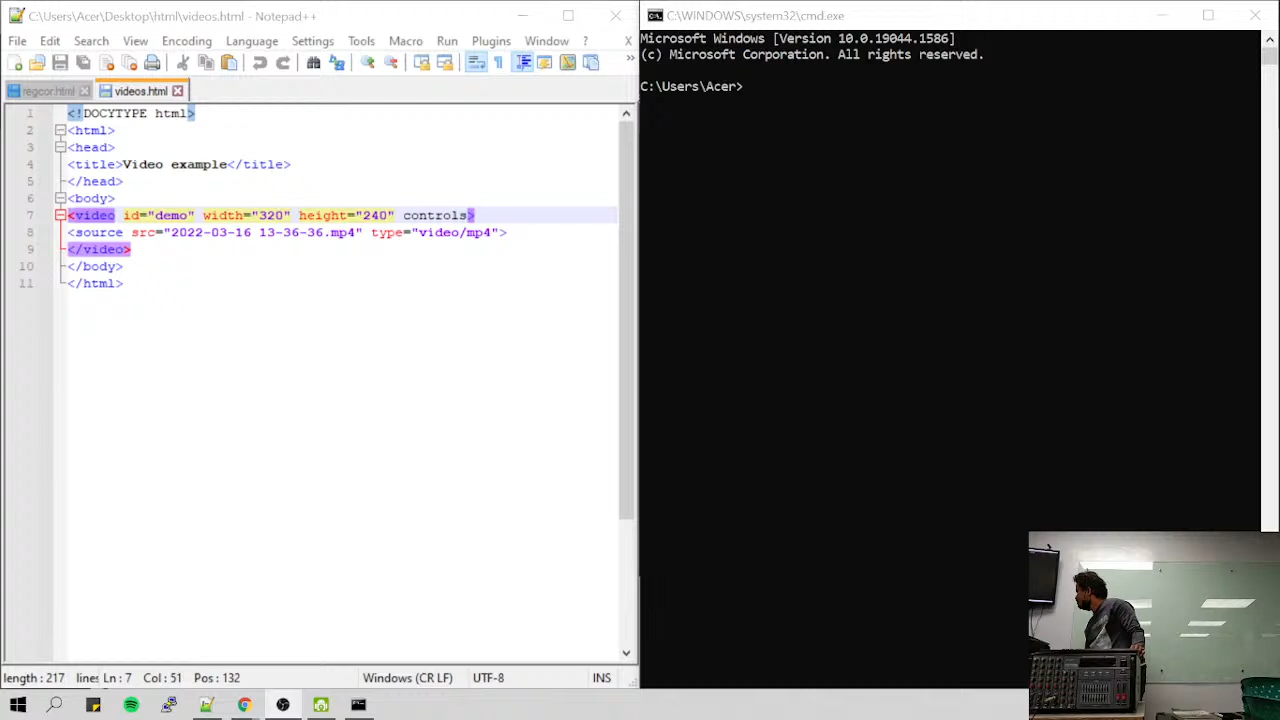 C:\Users\Acer\Desktop\html\videos.html - Notepad++
File Edit Search View Encoding Language Settings Tools Macro Run Plugins Window ? X
regcor.html videos.html
1 <!DOCYTYPE html>
2 <html>
3 <head>
4 <title>Video example</title>
5 </head>
6 <body>
7 <video id="demo" width="320" height="240" controls>
8 <source src="2022-03-16 13-36-36.mp4" type="video/mp4">
9 </video>
10 </body>
11 </html>
length : 217 lines Ln : 7 Col : 51 Pos : 132 Windows (CR LF) UTF-8 INS
C:\WINDOWS\system32\cmd.exe
Microsoft Windows [Version 10.0.19044.1586]
(c) Microsoft Corporation. All rights reserved.
C:\Users\Acer>